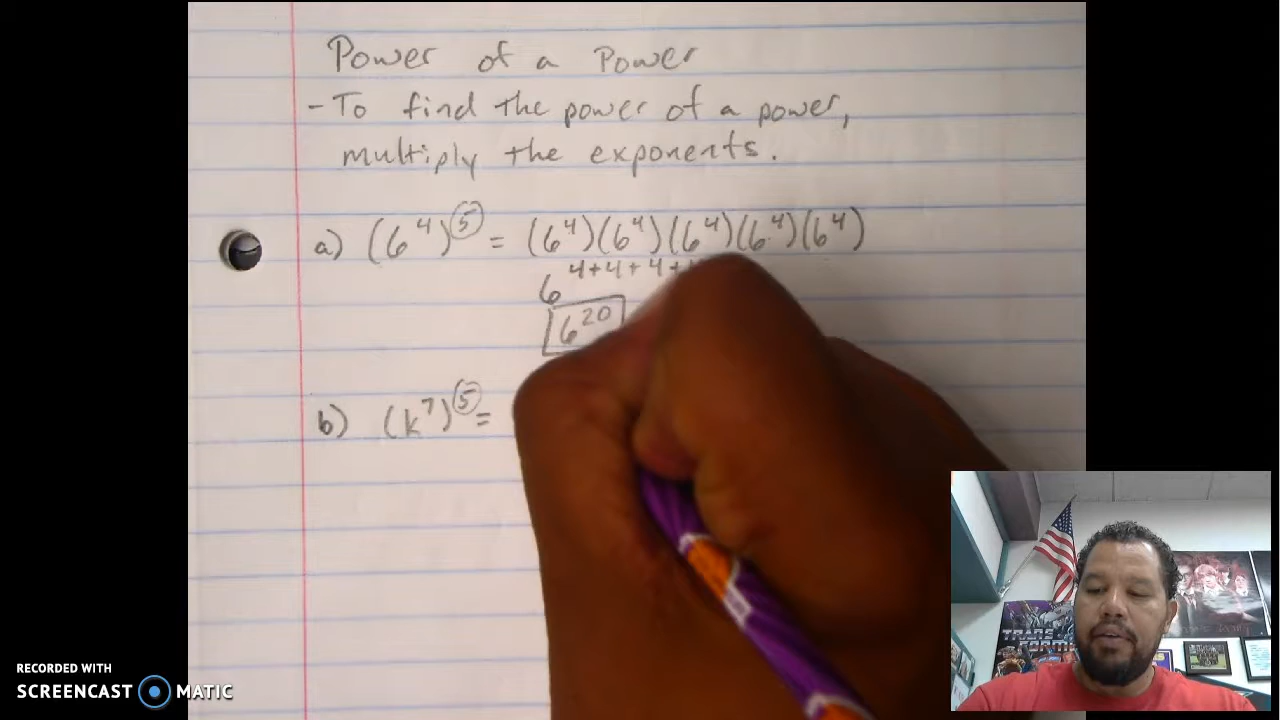 Power of a Power
- To find the power of a power,
multiply the exponents.
a) (6⁴)⁵ = (6⁴)(6⁴)(6⁴)(6⁴)(6⁴)
6⁴⁺⁴⁺⁴⁺
6²⁰
b) (k⁷)⁵ =
TRANS
RECORDED WITH
SCREENCAST MATIC